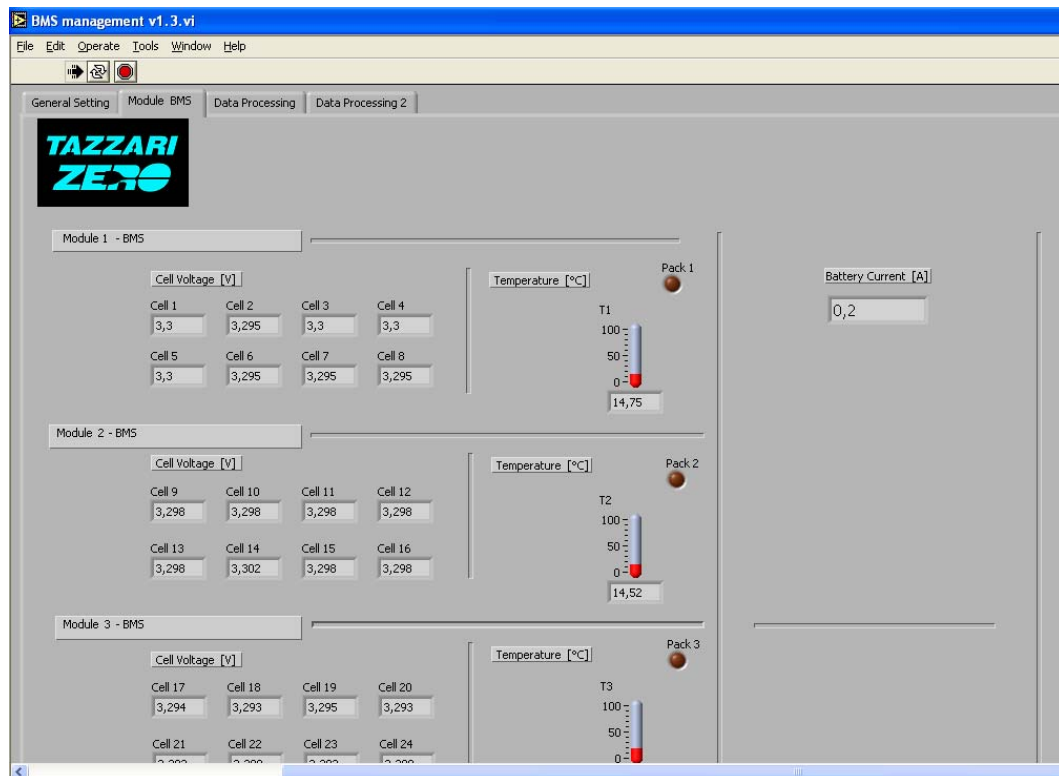 BMS management v1.3.vi
File Edit Operate Tools Window Help
General Setting Module BMS Data Processing Data Processing 2
TAZZARI
ZERO
Module 1 - BMS
Cell Voltage [V]
Temperature [°C]
Pack 1
Battery Current [A]
0,2
Cell 1 Cell 2 Cell 3 Cell 4
3,3 3,295 3,3 3,3
Cell 5 Cell 6 Cell 7 Cell 8
3,3 3,295 3,295 3,295
T1
100
50
0
14,75
Module 2 - BMS
Cell Voltage [V]
Temperature [°C]
Pack 2
Cell 9 Cell 10 Cell 11 Cell 12
3,298 3,298 3,298 3,298
Cell 13 Cell 14 Cell 15 Cell 16
3,298 3,302 3,298 3,298
T2
100
50
0
14,52
Module 3 - BMS
Cell Voltage [V]
Temperature [°C]
Pack 3
Cell 17 Cell 18 Cell 19 Cell 20
3,294 3,293 3,295 3,293
Cell 21 Cell 22 Cell 23 Cell 24
T3
100
50
0